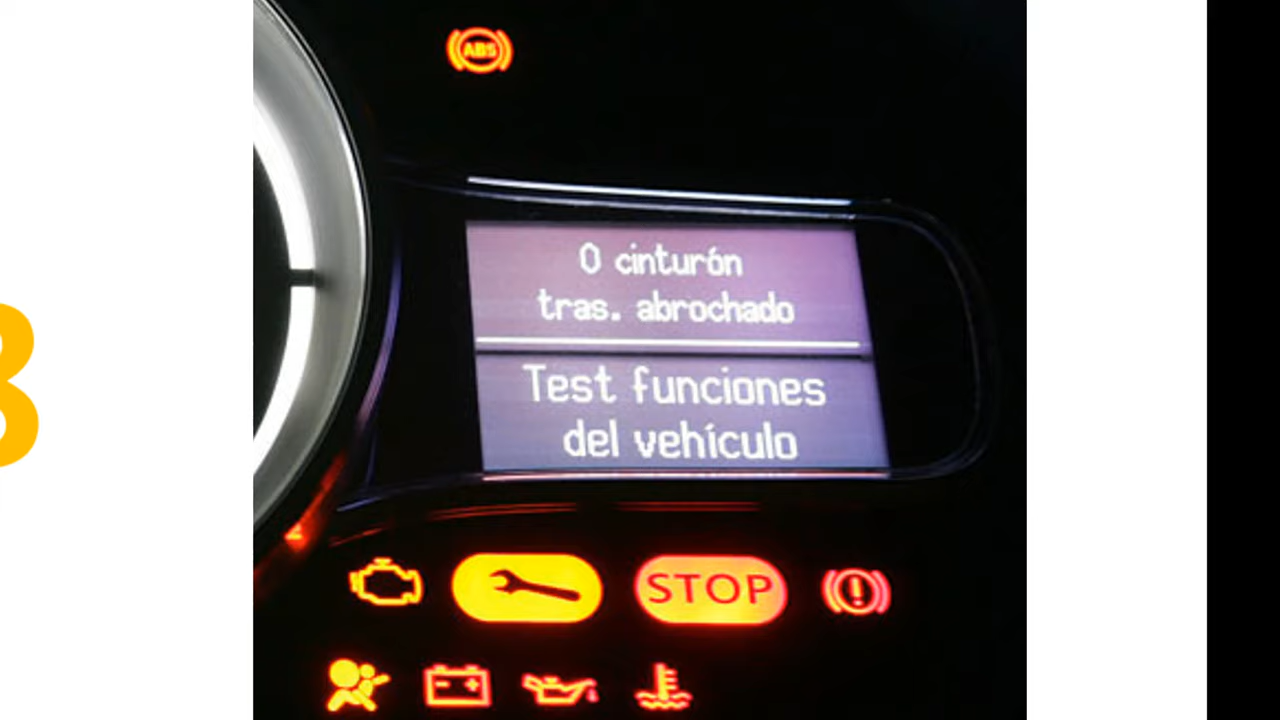 ABS
0 cinturón
tras. abrochado
Test funciones
del vehículo
STOP